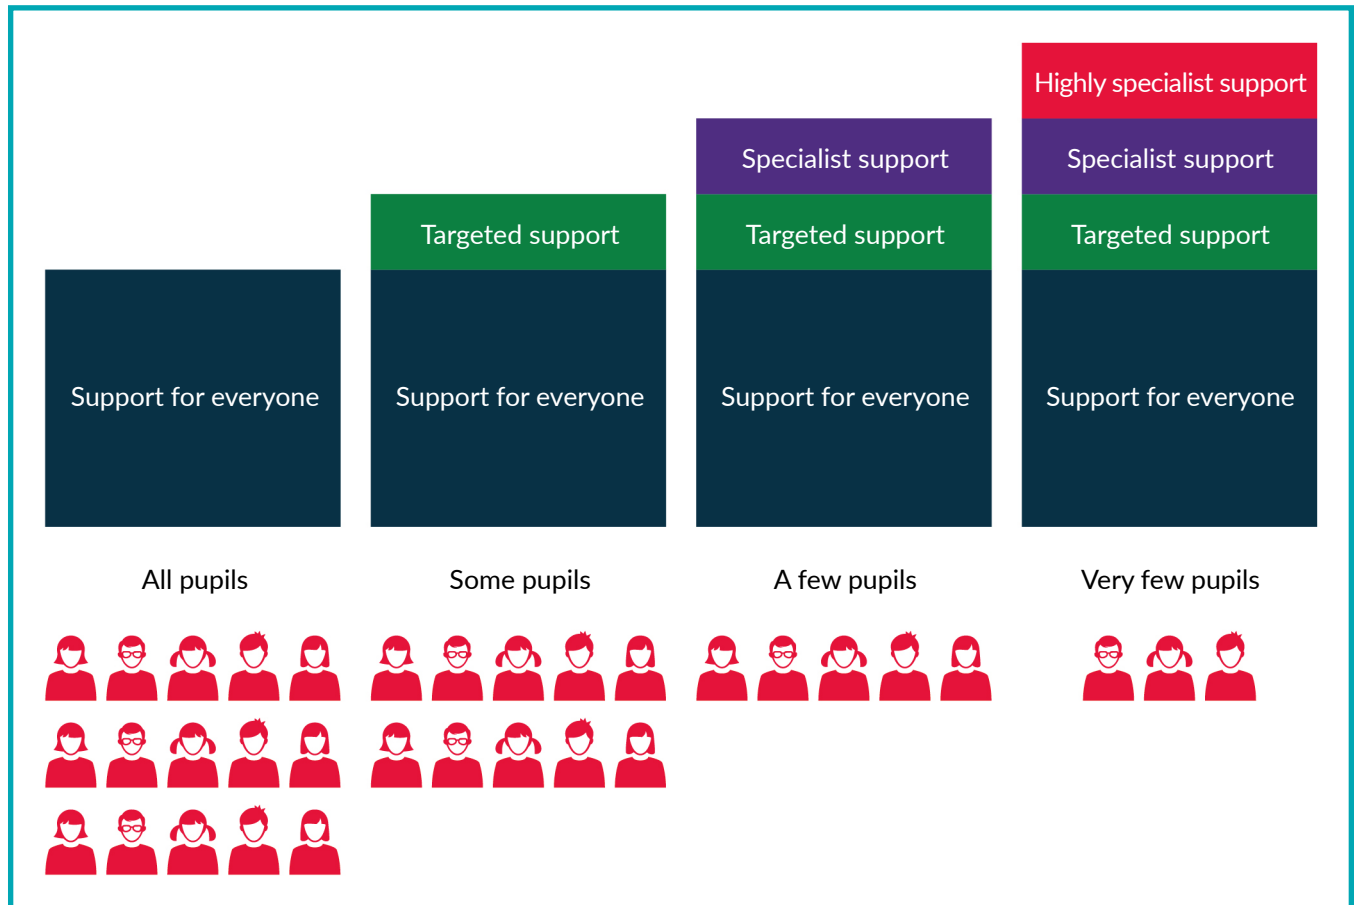 Highly specialist support
Specialist support
Specialist support
Targeted support
Targeted support
Targeted support
Support for everyone
Support for everyone
Support for everyone
Support for everyone
All pupils
Some pupils
A few pupils
Very few pupils